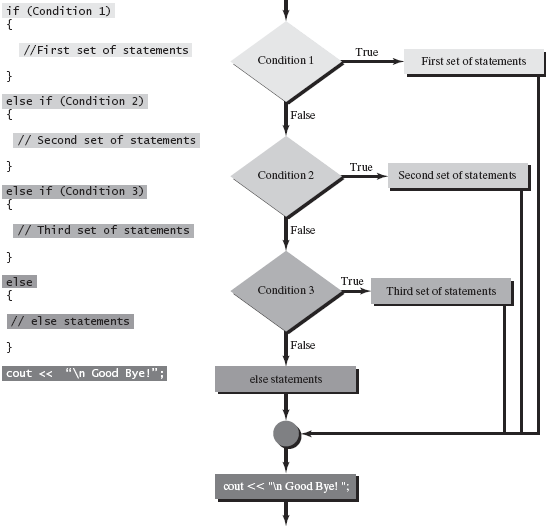 if (Condition 1)
{
//First set of statements
}
else if (Condition 2)
{
// Second set of statements
}
else if (Condition 3)
{
// Third set of statements
}
else
{
// else statements
}
cout << “\n Good Bye!”;
Condition 1
True
First set of statements
False
Condition 2
True
Second set of statements
False
Condition 3
True
Third set of statements
False
else statements
cout << "\n Good Bye! ";